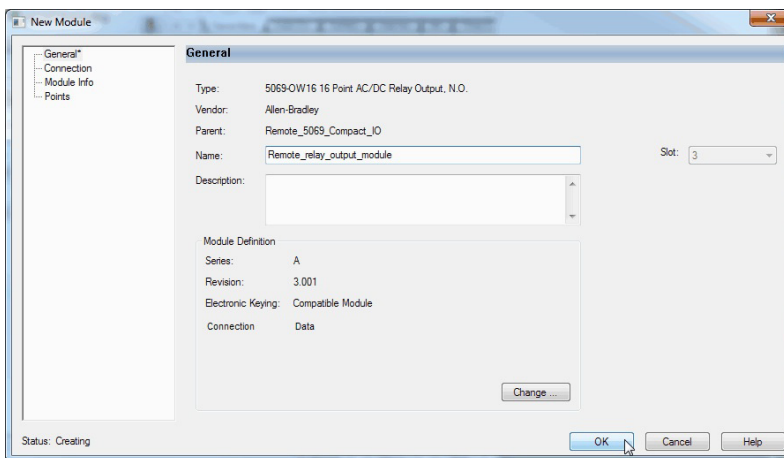 New Module
General*
Connection
Module Info
Points
General
Type: 5069-OW16 16 Point AC/DC Relay Output, N.O.
Vendor: Allen-Bradley
Parent: Remote_5069_Compact_IO
Name: Remote_relay_output_module
Slot: 3
Description:
Module Definition
Series: A
Revision: 3.001
Electronic Keying: Compatible Module
Connection Data
Change ...
Status: Creating
OK Cancel Help